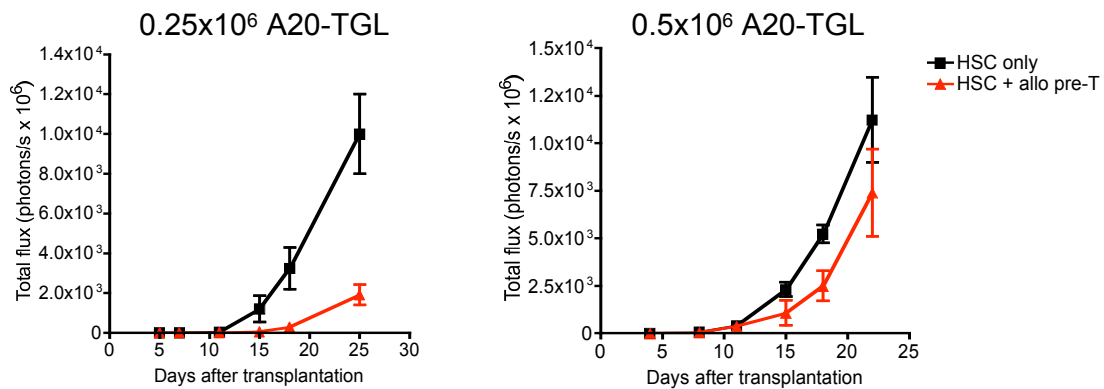 0.25x10⁶ A20-TGL
Total flux (photons/s x 10⁶)
1.4x10⁴
1.2x10⁴
1.0x10⁴
8.0x10³
6.0x10³
4.0x10³
2.0x10³
0
0 5 10 15 20 25 30
Days after transplantation
0.5x10⁶ A20-TGL
Total flux (photons/s x 10⁶)
1.5x10⁴
1.2x10⁴
1.0x10⁴
7.5x10³
5.0x10³
2.5x10³
0
0 5 10 15 20 25
Days after transplantation
HSC only
HSC + allo pre-T